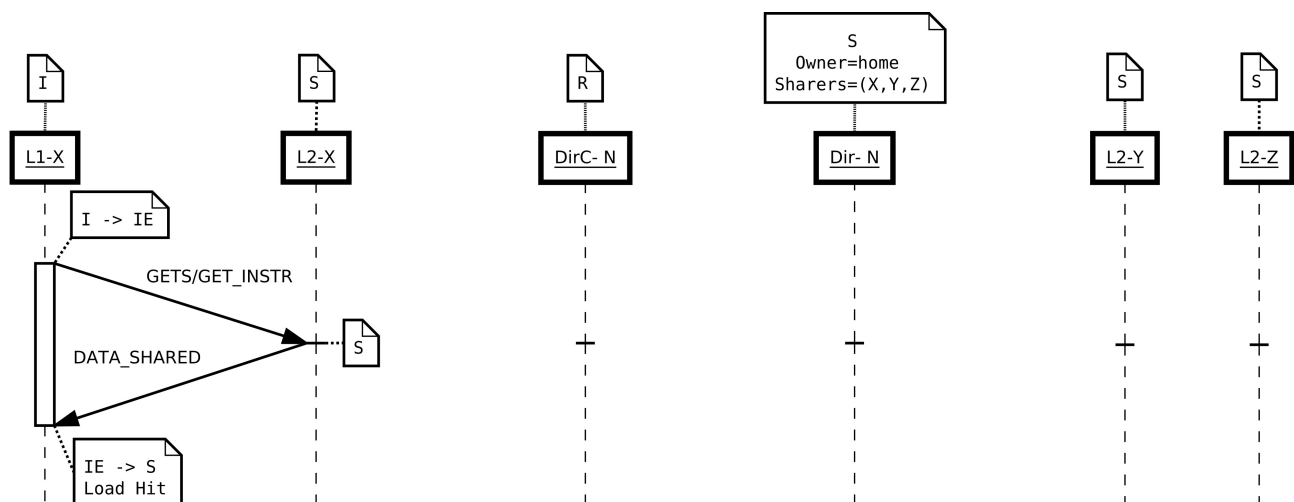 S
Owner=home
Sharers=(X,Y,Z)
I
S
R
S
S
L1-X
L2-X
DirC- N
Dir- N
L2-Y
L2-Z
I -> IE
GETS/GET_INSTR
S
DATA_SHARED
IE -> S
Load Hit